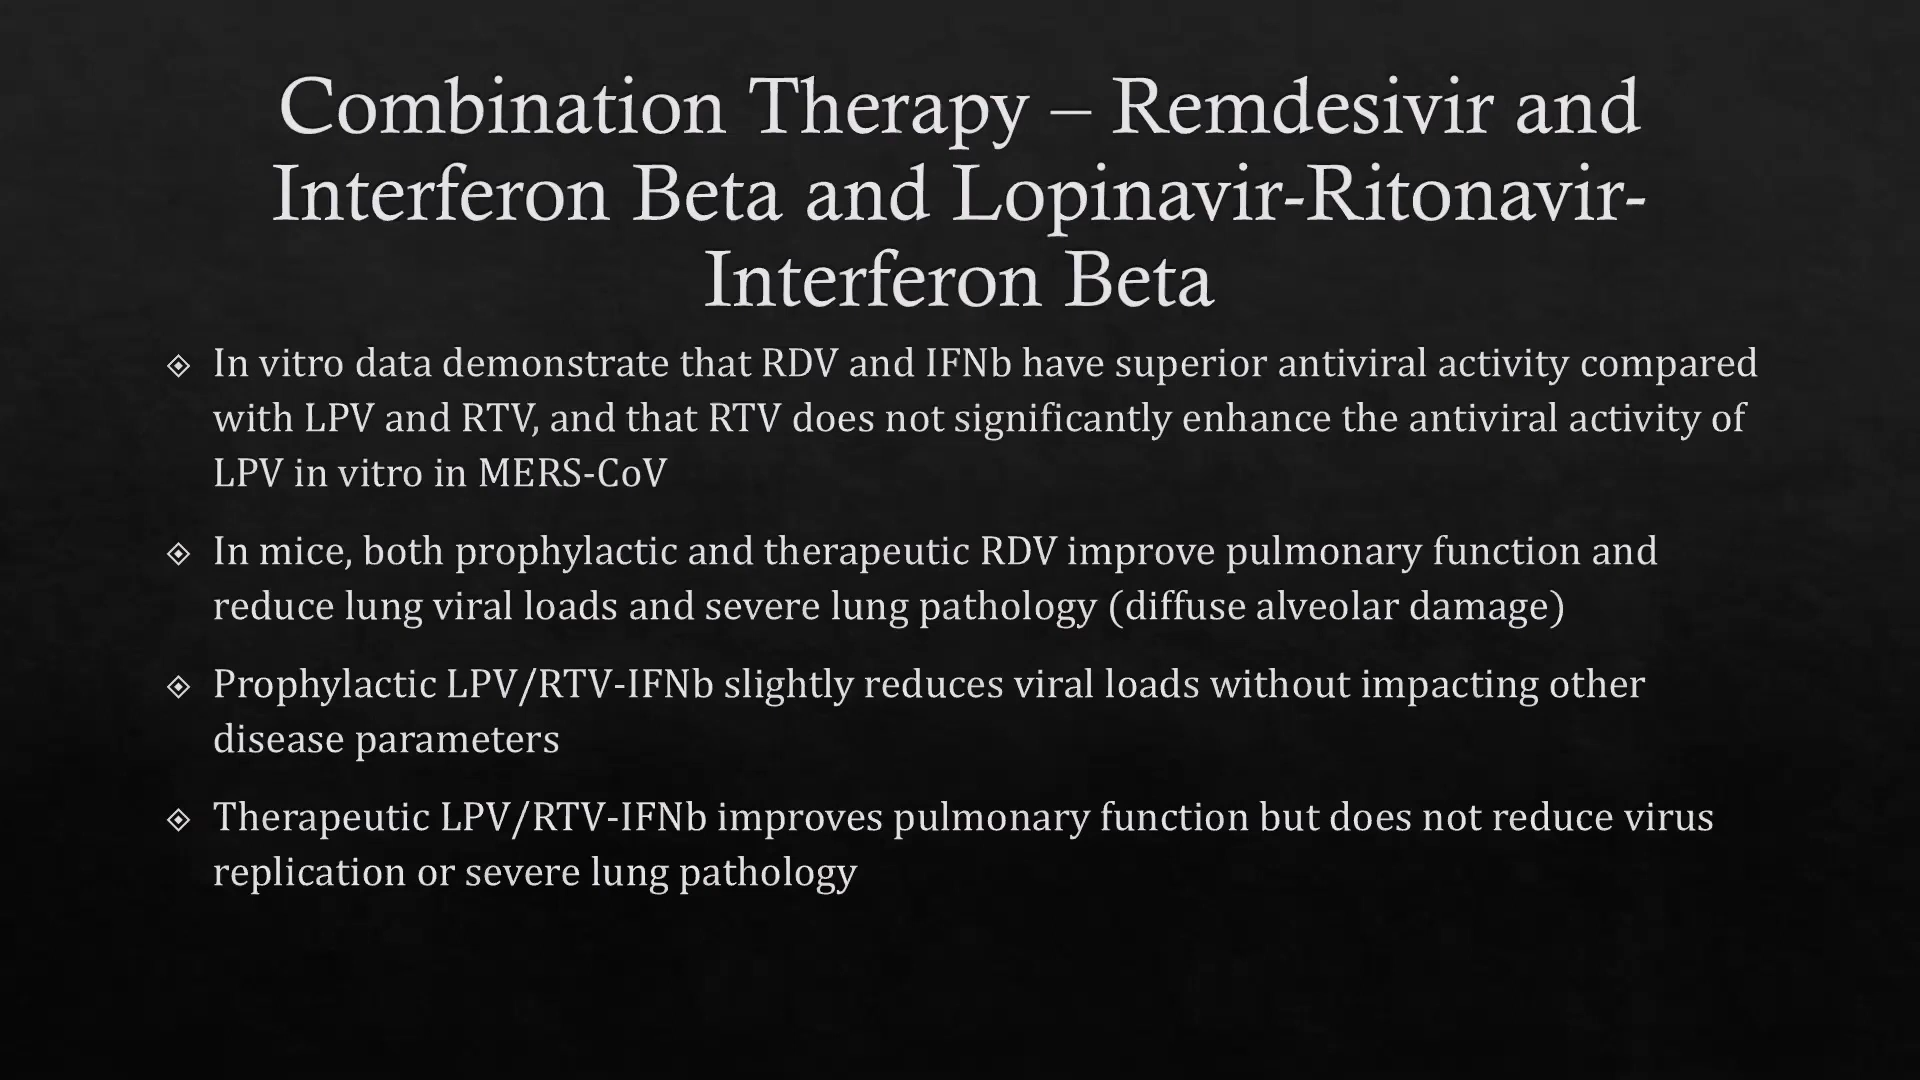 Combination Therapy – Remdesivir and
Interferon Beta and Lopinavir-Ritonavir-
Interferon Beta
In vitro data demonstrate that RDV and IFNb have superior antiviral activity compared
with LPV and RTV, and that RTV does not significantly enhance the antiviral activity of
LPV in vitro in MERS-CoV
In mice, both prophylactic and therapeutic RDV improve pulmonary function and
reduce lung viral loads and severe lung pathology (diffuse alveolar damage)
Prophylactic LPV/RTV-IFNb slightly reduces viral loads without impacting other
disease parameters
Therapeutic LPV/RTV-IFNb improves pulmonary function but does not reduce virus
replication or severe lung pathology